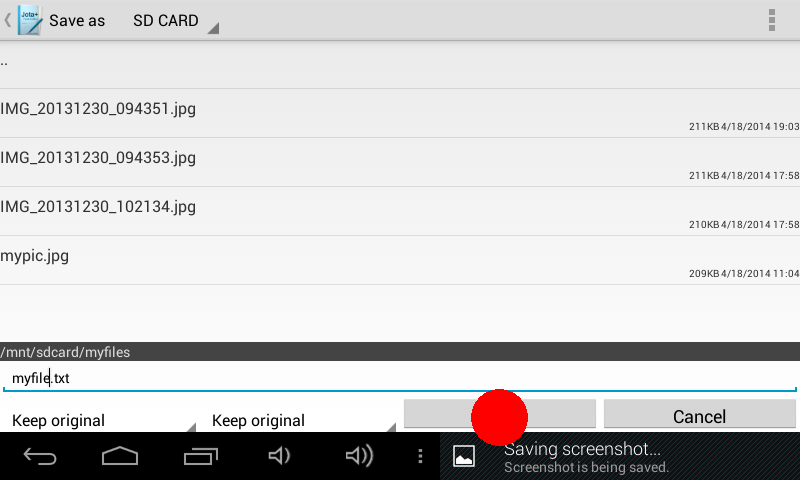 Jota+
Save as SD CARD
..
IMG_20131230_094351.jpg
211KB 4/18/2014 19:03
IMG_20131230_094353.jpg
211KB 4/18/2014 17:58
IMG_20131230_102134.jpg
210KB 4/18/2014 17:58
mypic.jpg
209KB 4/18/2014 11:04
/mnt/sdcard/myfiles
myfile.txt
Keep original Keep original Cancel
Saving screenshot...
Screenshot is being saved.